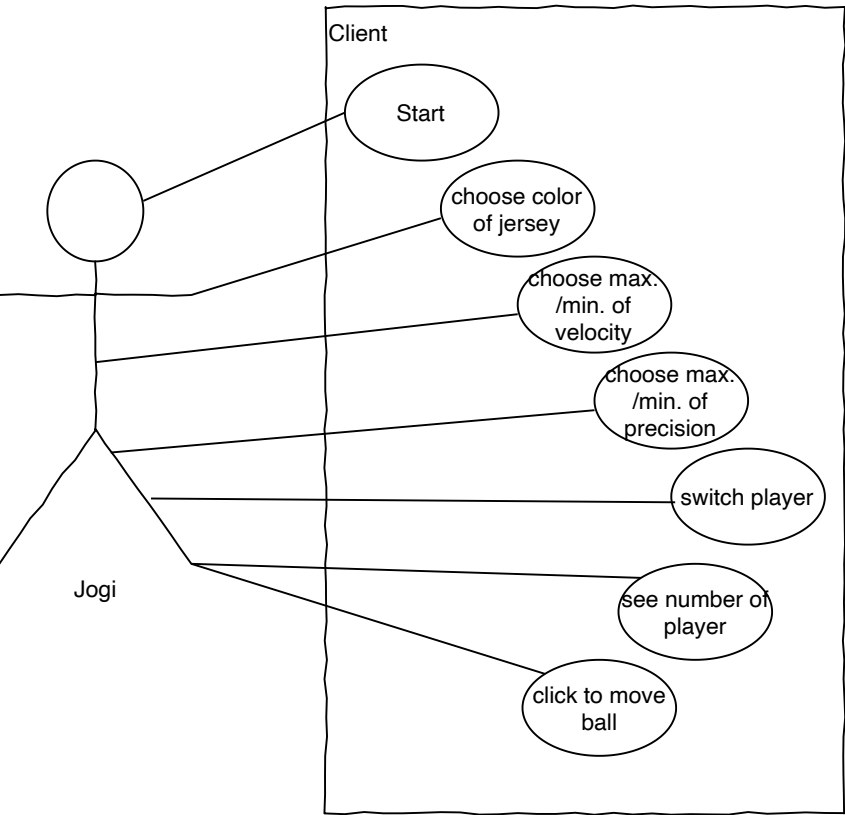 Client
Start
choose color
of jersey
choose max.
/min. of
velocity
choose max.
/min. of
precision
switch player
see number of
player
click to move
ball
Jogi